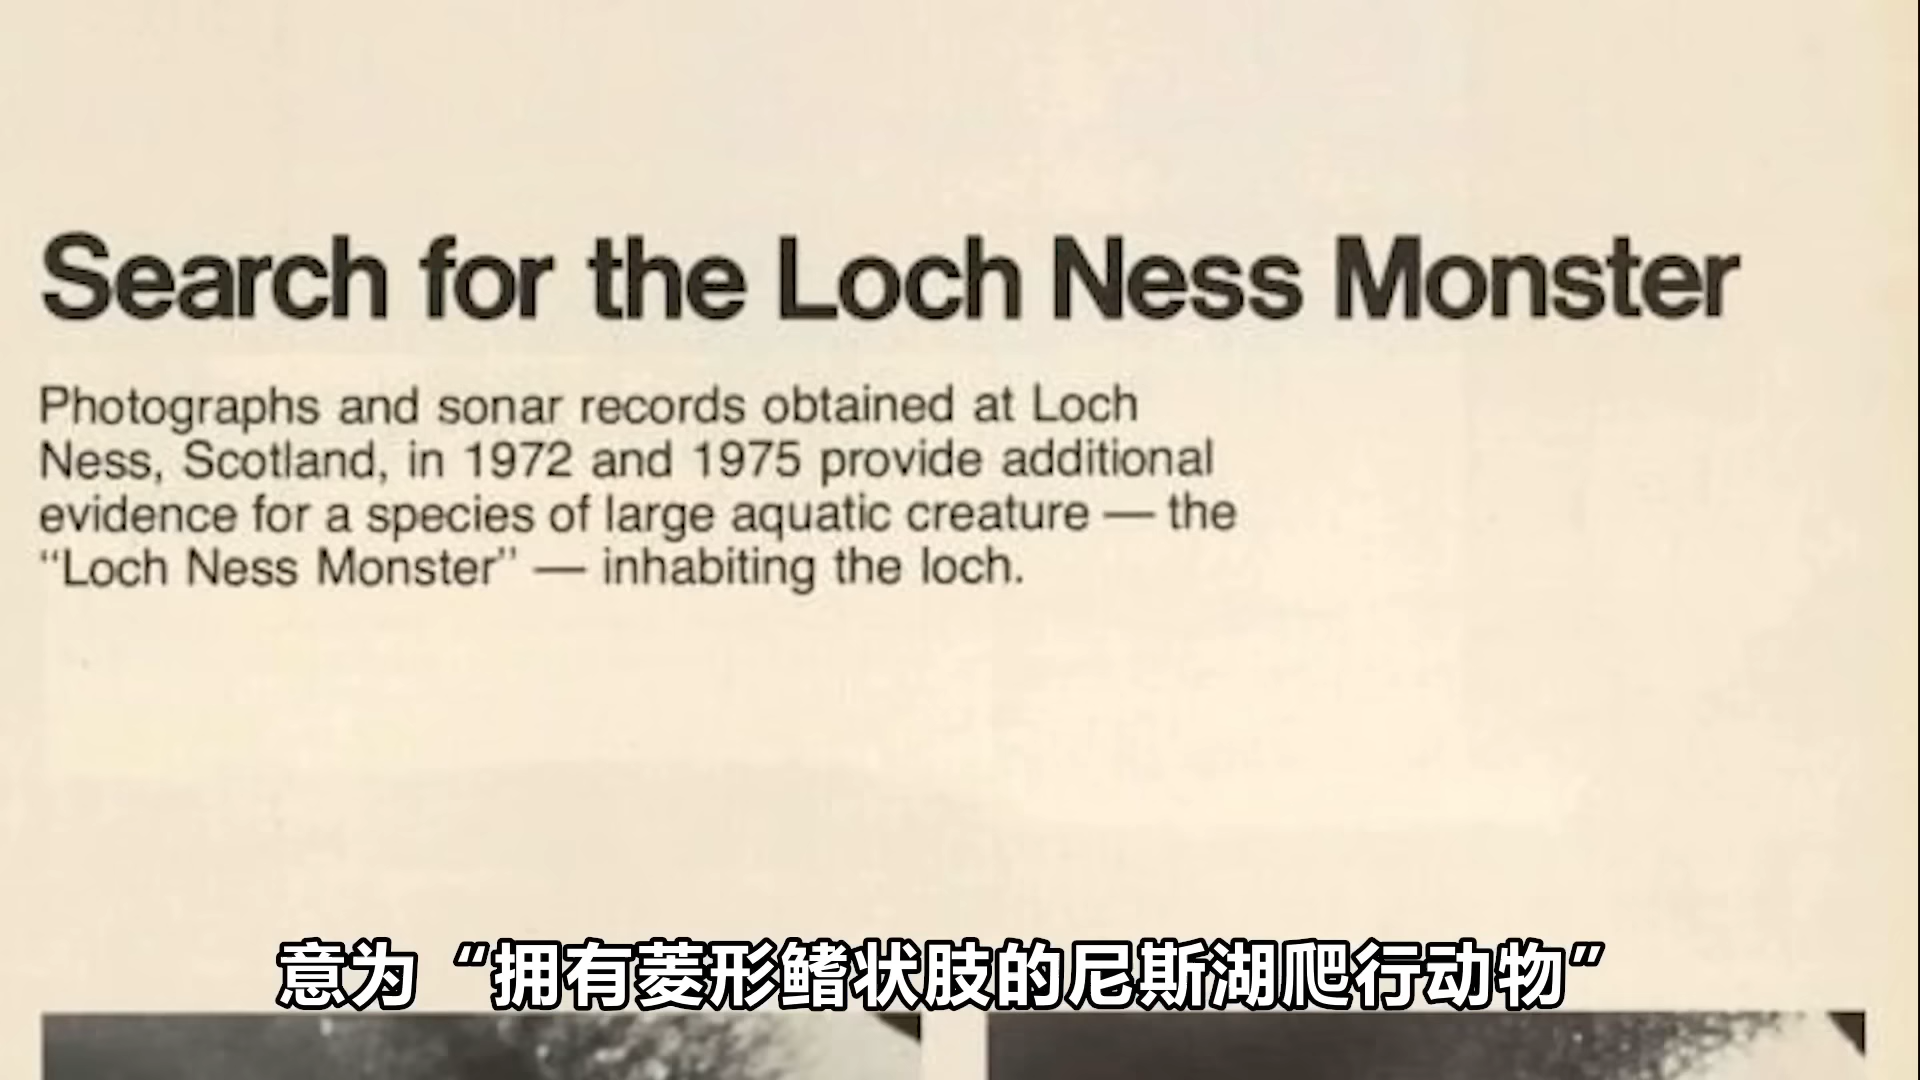 Search for the Loch Ness Monster
Photographs and sonar records obtained at Loch
Ness, Scotland, in 1972 and 1975 provide additional
evidence for a species of large aquatic creature — the
“Loch Ness Monster” — inhabiting the loch.
意为“拥有菱形鳍状肢的尼斯湖爬行动物”